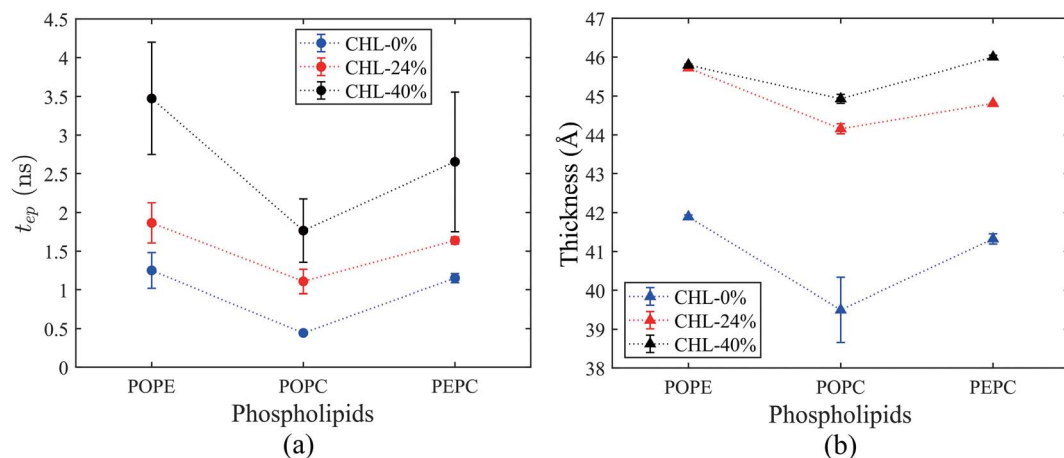 4.5
4
3.5
3
2.5
2
1.5
1
0.5
0
t_ep (ns)
CHL-0%
CHL-24%
CHL-40%
POPE POPC PEPC
Phospholipids
(a)
47
46
45
44
43
42
41
40
39
38
Thickness (Å)
CHL-0%
CHL-24%
CHL-40%
POPE POPC PEPC
Phospholipids
(b)